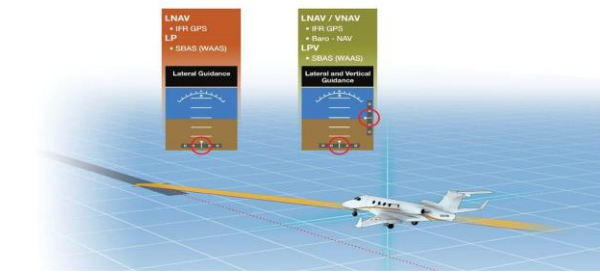 LNAV
• IFR GPS
LP
• SBAS (WAAS)
Lateral Guidance
LNAV / VNAV
• IFR GPS
• Baro - NAV
LPV
• SBAS (WAAS)
Lateral and Vertical
Guidance